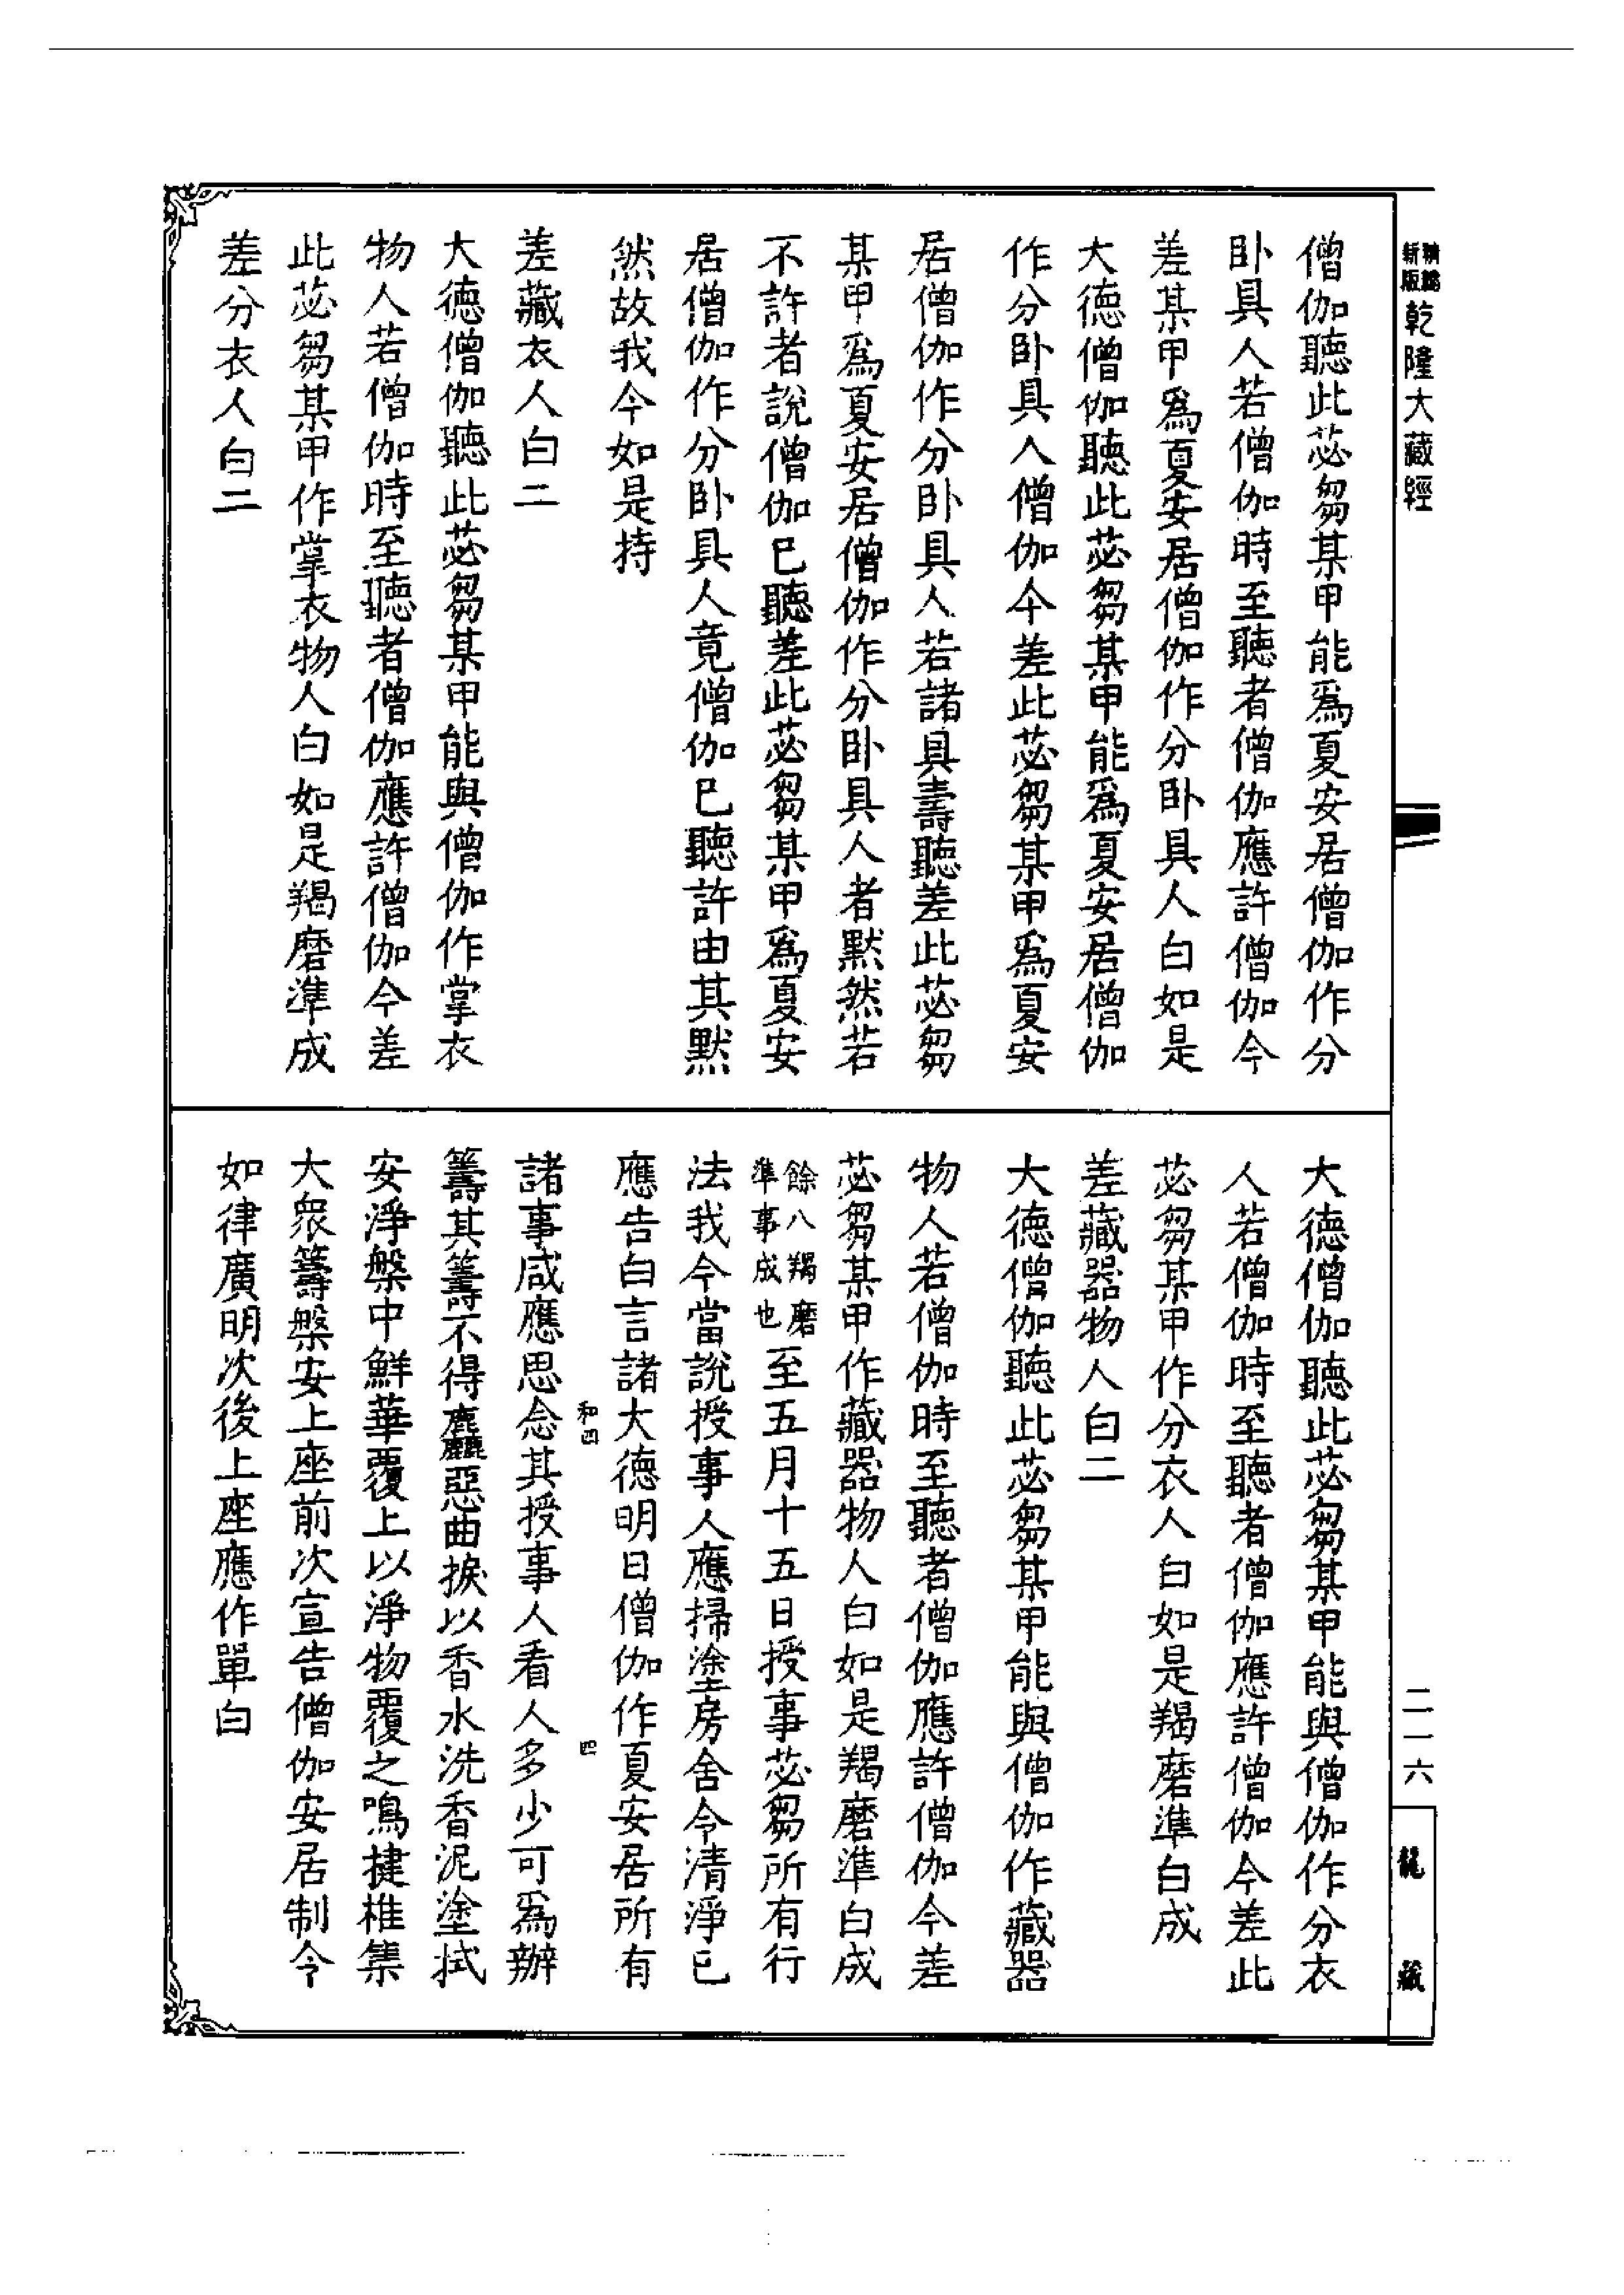 新版
精縮
乾隆大藏經
僧伽聽此苾芻某甲能爲夏安居僧伽作分
臥具人若僧伽時至聽者僧伽應許僧伽今
差某甲爲夏安居僧伽作分臥具人白如是
大德僧伽聽此苾芻某甲能爲夏安居僧伽
作分臥具人僧伽今差此苾芻某甲爲夏安
居僧伽作分臥具人若諸具壽聽差此苾芻
某甲爲夏安居僧伽作分臥具人者默然若
不許者說僧伽已聽差此苾芻某甲爲夏安
居僧伽作分臥具人竟僧伽已聽許由其默
然故我今如是持
差藏衣人白二
大德僧伽聽此苾芻某甲能與僧伽作掌衣
物人若僧伽時至聽者僧伽應許僧伽今差
此苾芻某甲作掌衣物人白如是羯磨準成
差分衣人白二
大德僧伽聽此苾芻某甲能與僧伽作分衣
人若僧伽時至聽者僧伽應許僧伽今差此
苾芻某甲作分衣人白如是羯磨準白成
差藏器物人白二
大德僧伽聽此苾芻某甲能與僧伽作藏器
物人若僧伽時至聽者僧伽應許僧伽今差
苾芻某甲作藏器物人白如是羯磨準白成
餘八羯磨準事成也至五月十五日授事苾芻所有行
法我今當說授事人應掃塗房舍令清淨已
應告白言諸大德明日僧伽作夏安居所有
和四 四
諸事咸應思念其授事人看人多少可爲辦
籌其籌不得麤惡曲捩以香水洗香泥塗拭
安淨槃中鮮華覆上以淨物覆之鳴揵椎集
大眾籌槃安上座前次宣告僧伽安居制令
如律廣明次後上座應作單白
二一六
龍藏